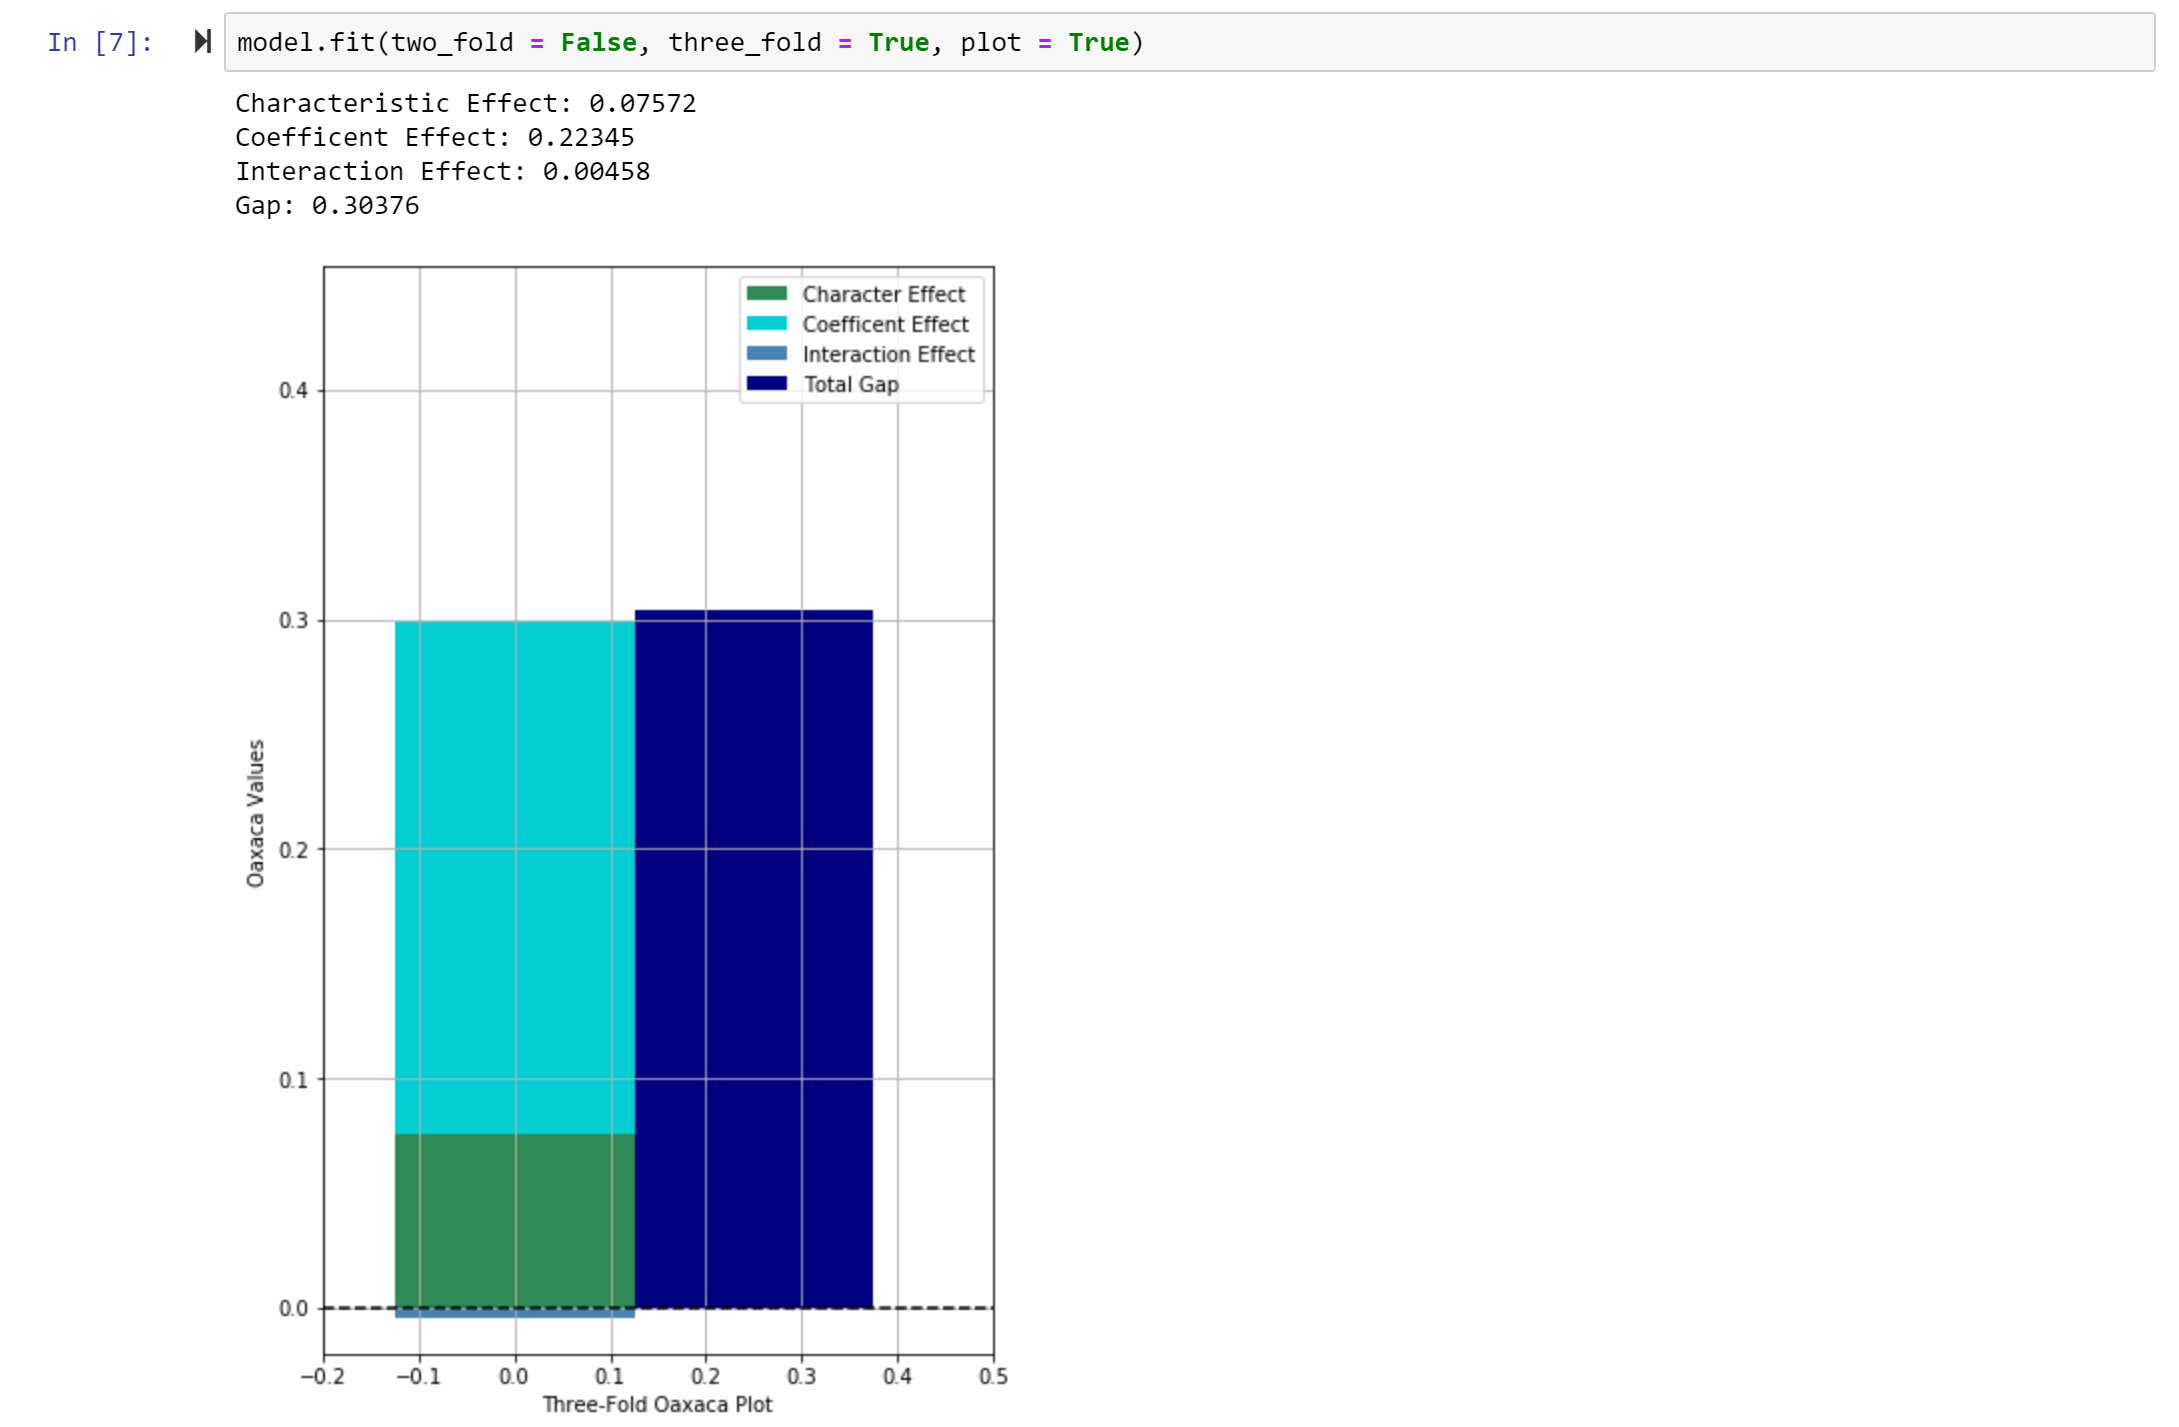 In [7]: model.fit(two_fold = False, three_fold = True, plot = True)
Characteristic Effect: 0.07572
Coefficent Effect: 0.22345
Interaction Effect: 0.00458
Gap: 0.30376
Character Effect
Coefficent Effect
Interaction Effect
Total Gap
0.4
0.3
0.2
0.1
0.0
Oaxaca Values
−0.2 −0.1 0.0 0.1 0.2 0.3 0.4 0.5
Three-Fold Oaxaca Plot